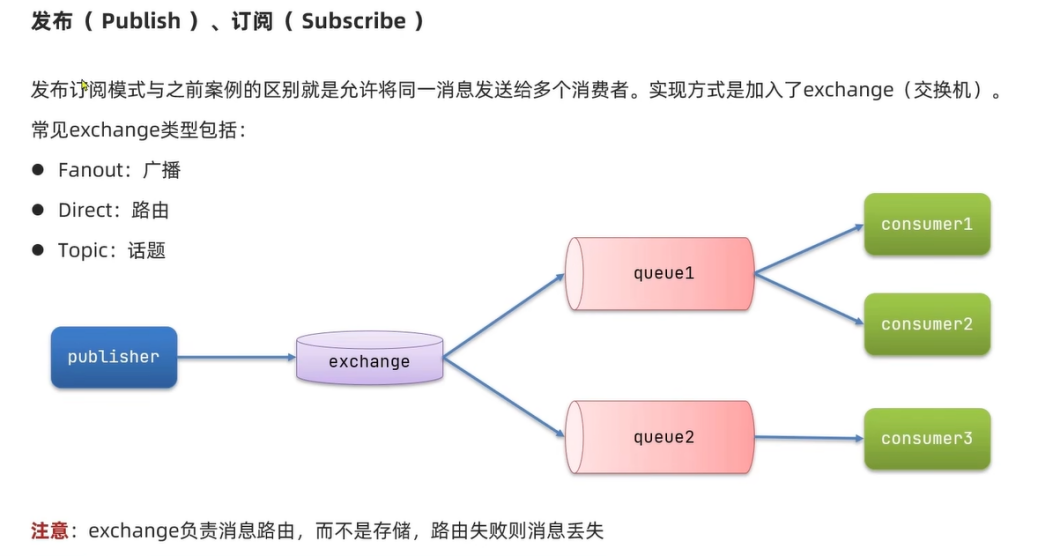 发布（ Publish ）、订阅（ Subscribe ）
发布订阅模式与之前案例的区别就是允许将同一消息发送给多个消费者。实现方式是加入了exchange（交换机）。
常见exchange类型包括：
● Fanout：广播
● Direct：路由
● Topic：话题
consumer1
queue1
consumer2
publisher
exchange
queue2
consumer3
注意：exchange负责消息路由，而不是存储，路由失败则消息丢失